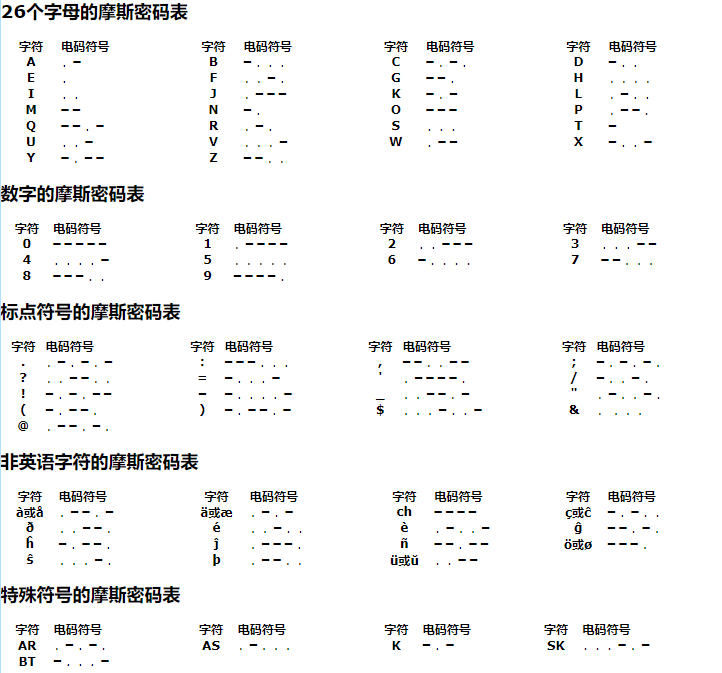 26个字母的摩斯密码表
字符 电码符号 字符 电码符号 字符 电码符号 字符 电码符号
A . — B — . . . C — . — . D — . .
E . F . . — . G — — . H . . . .
I . . J . — — — K — . — L . — . .
M — — N — . O — — — P . — — .
Q — — . — R . — . S . . . T —
U . . — V . . . — W . — — X — . . —
Y — . — — Z — — . .
数字的摩斯密码表
字符 电码符号 字符 电码符号 字符 电码符号 字符 电码符号
0 — — — — — 1 . — — — — 2 . . — — — 3 . . . — —
4 . . . . — 5 . . . . . 6 — . . . . 7 — — . . .
8 — — — . . 9 — — — — .
标点符号的摩斯密码表
字符 电码符号 字符 电码符号 字符 电码符号 字符 电码符号
. . — . — . — : — — — . . . , — — . . — — ; — . — . — .
? . . — — . . = — . . . — ' . — — — — . / — . . — .
! — . — . — — - — . . . . — _ . . — — . — " . — . . — .
( — . — — . ) — . — — . — $ . . . — . . — & . . . .
@ . — — . — .
非英语字符的摩斯密码表
字符 电码符号 字符 电码符号 字符 电码符号 字符 电码符号
à或å . — — . — ä或æ . — . — ch — — — — ç或ĉ — . — . .
ð . . — — . é . . — . . è . — . . — ĝ — — . — .
ĥ — . — — . ĵ . — — — . ñ — — . — — ö或ø — — — .
ŝ . . . — . þ . — — . . ü或ŭ . . — —
特殊符号的摩斯密码表
字符 电码符号 字符 电码符号 字符 电码符号 字符 电码符号
AR . — . — . AS . — . . . K — . — SK . . . — . —
BT — . . . —